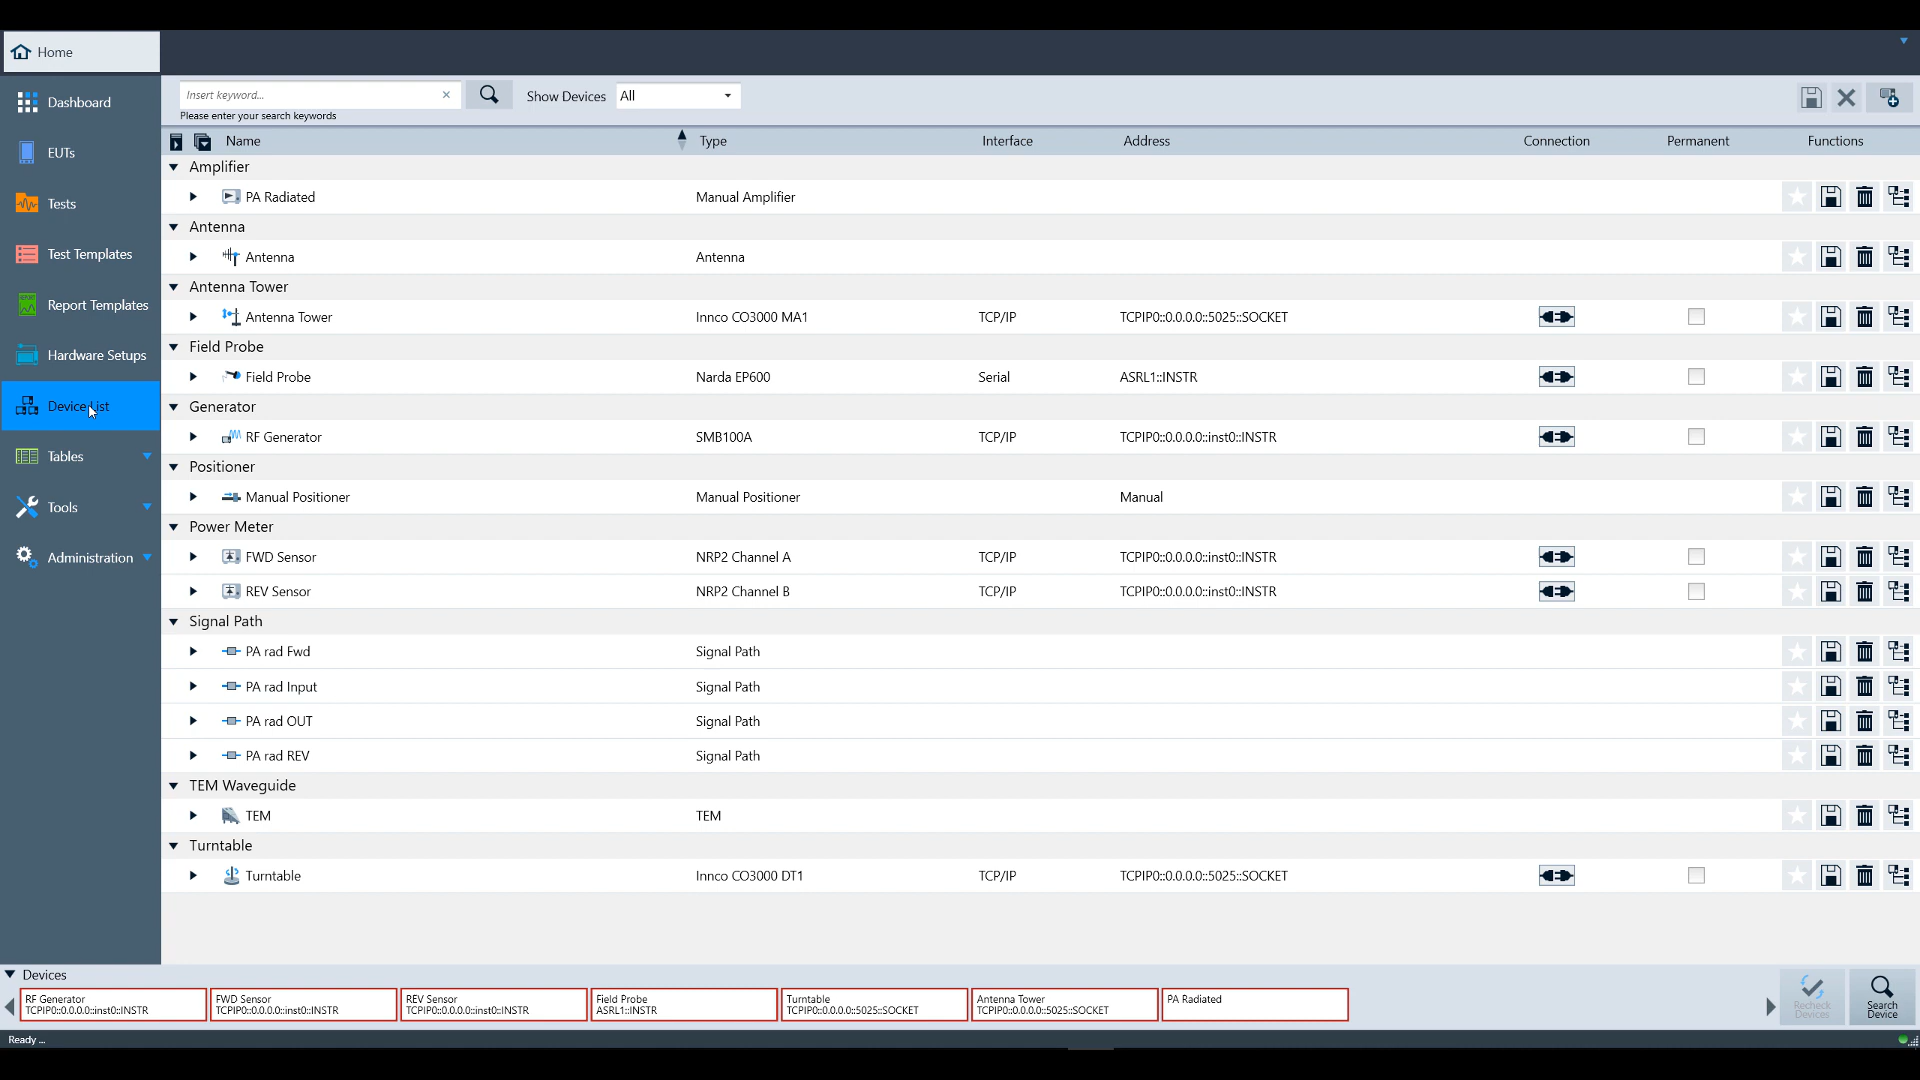 Home
Dashboard
EUTs
Tests
Test Templates
Report Templates
Hardware Setups
Device List
Tables
Tools
Administration
Insert keyword...
Please enter your search keywords
Show Devices All
Name Type Interface Address Connection Permanent Functions
Amplifier
PA Radiated Manual Amplifier
Antenna
Antenna Antenna
Antenna Tower
Antenna Tower Innco CO3000 MA1 TCP/IP TCPIP0::0.0.0.0::5025::SOCKET
Field Probe
Field Probe Narda EP600 Serial ASRL1::INSTR
Generator
RF Generator SMB100A TCP/IP TCPIP0::0.0.0.0::inst0::INSTR
Positioner
Manual Positioner Manual Positioner Manual
Power Meter
FWD Sensor NRP2 Channel A TCP/IP TCPIP0::0.0.0.0::inst0::INSTR
REV Sensor NRP2 Channel B TCP/IP TCPIP0::0.0.0.0::inst0::INSTR
Signal Path
PA rad Fwd Signal Path
PA rad Input Signal Path
PA rad OUT Signal Path
PA rad REV Signal Path
TEM Waveguide
TEM TEM
Turntable
Turntable Innco CO3000 DT1 TCP/IP TCPIP0::0.0.0.0::5025::SOCKET
Devices
RF Generator
TCPIP0::0.0.0.0::inst0::INSTR
FWD Sensor
TCPIP0::0.0.0.0::inst0::INSTR
REV Sensor
TCPIP0::0.0.0.0::inst0::INSTR
Field Probe
ASRL1::INSTR
Turntable
TCPIP0::0.0.0.0::5025::SOCKET
Antenna Tower
TCPIP0::0.0.0.0::5025::SOCKET
PA Radiated
Recheck
Devices
Search
Device
Ready ...